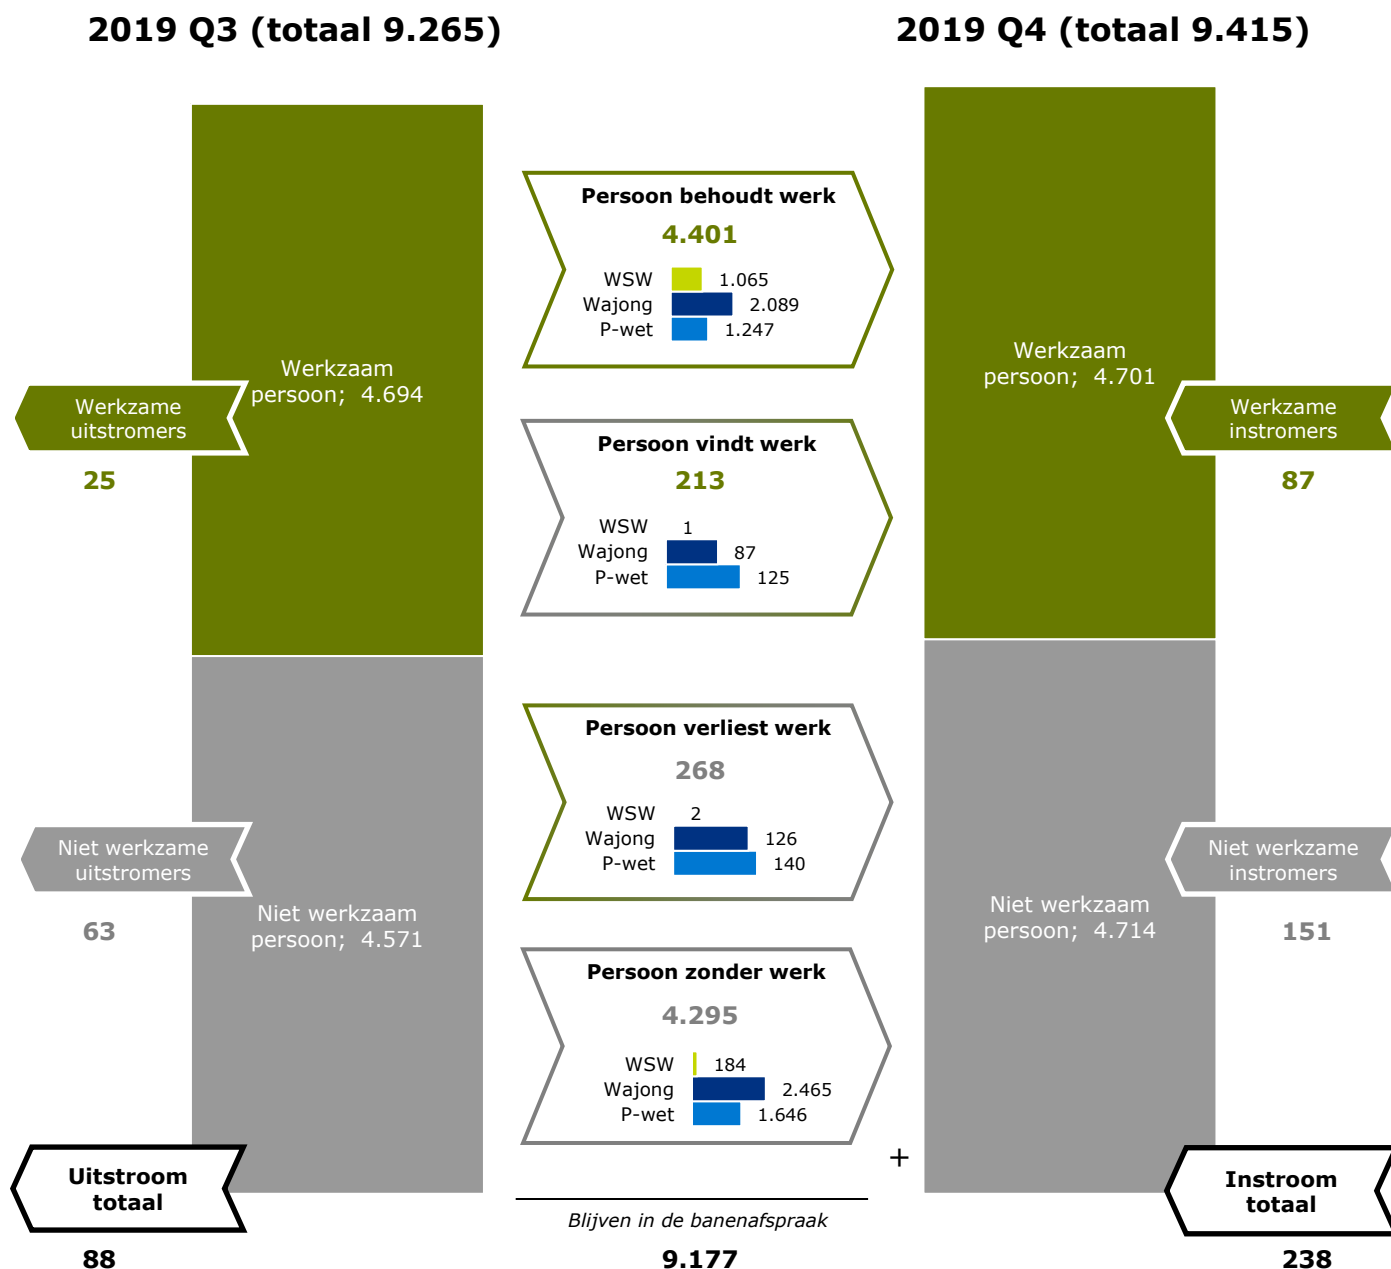 2019 Q3 (totaal 9.265)
2019 Q4 (totaal 9.415)
Werkzaam
persoon; 4.694
Werkzame
uitstromers
25
Niet werkzaam
persoon; 4.571
Niet werkzame
uitstromers
63
Uitstroom
totaal
88
Persoon behoudt werk
4.401
WSW 1.065
Wajong 2.089
P-wet 1.247
Persoon vindt werk
213
WSW 1
Wajong 87
P-wet 125
Persoon verliest werk
268
WSW 2
Wajong 126
P-wet 140
Persoon zonder werk
4.295
WSW 184
Wajong 2.465
P-wet 1.646
+
Blijven in de banenafspraak
9.177
Werkzaam
persoon; 4.701
Werkzame
instromers
87
Niet werkzaam
persoon; 4.714
Niet werkzame
instromers
151
Instroom
totaal
238